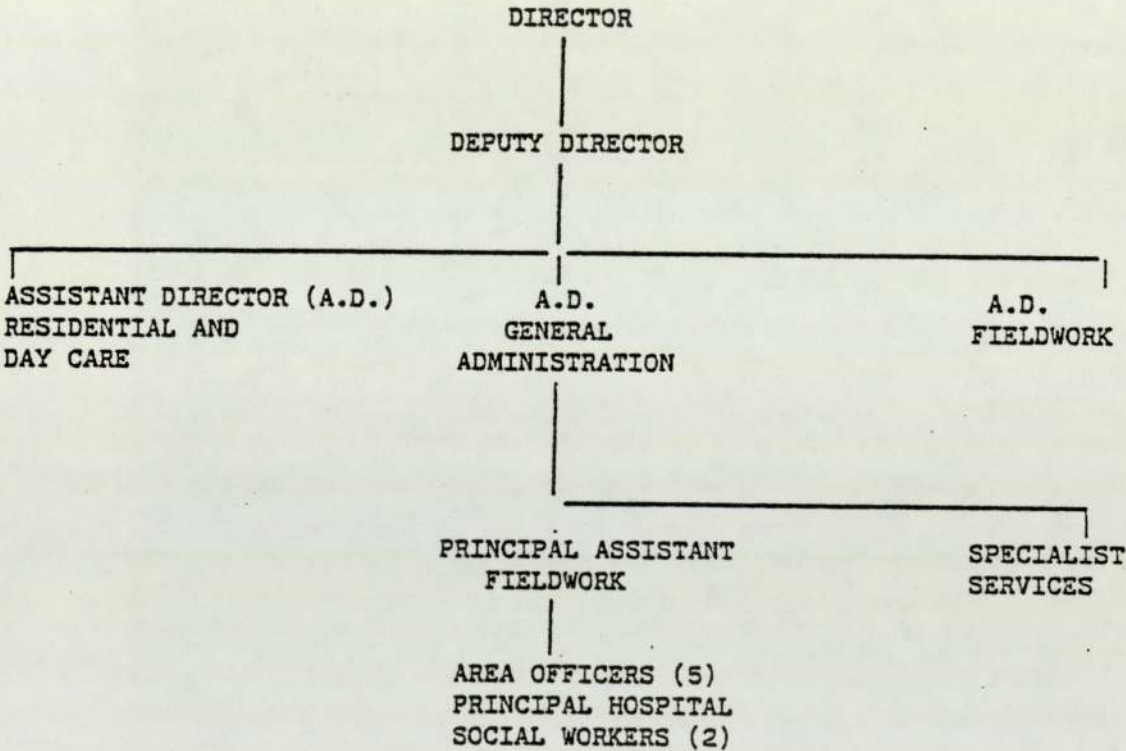 DIRECTOR
DEPUTY DIRECTOR
ASSISTANT DIRECTOR (A.D.)
RESIDENTIAL AND
DAY CARE
A.D.
GENERAL
ADMINISTRATION
A.D.
FIELDWORK
PRINCIPAL ASSISTANT
FIELDWORK
SPECIALIST
SERVICES
AREA OFFICERS (5)
PRINCIPAL HOSPITAL
SOCIAL WORKERS (2)